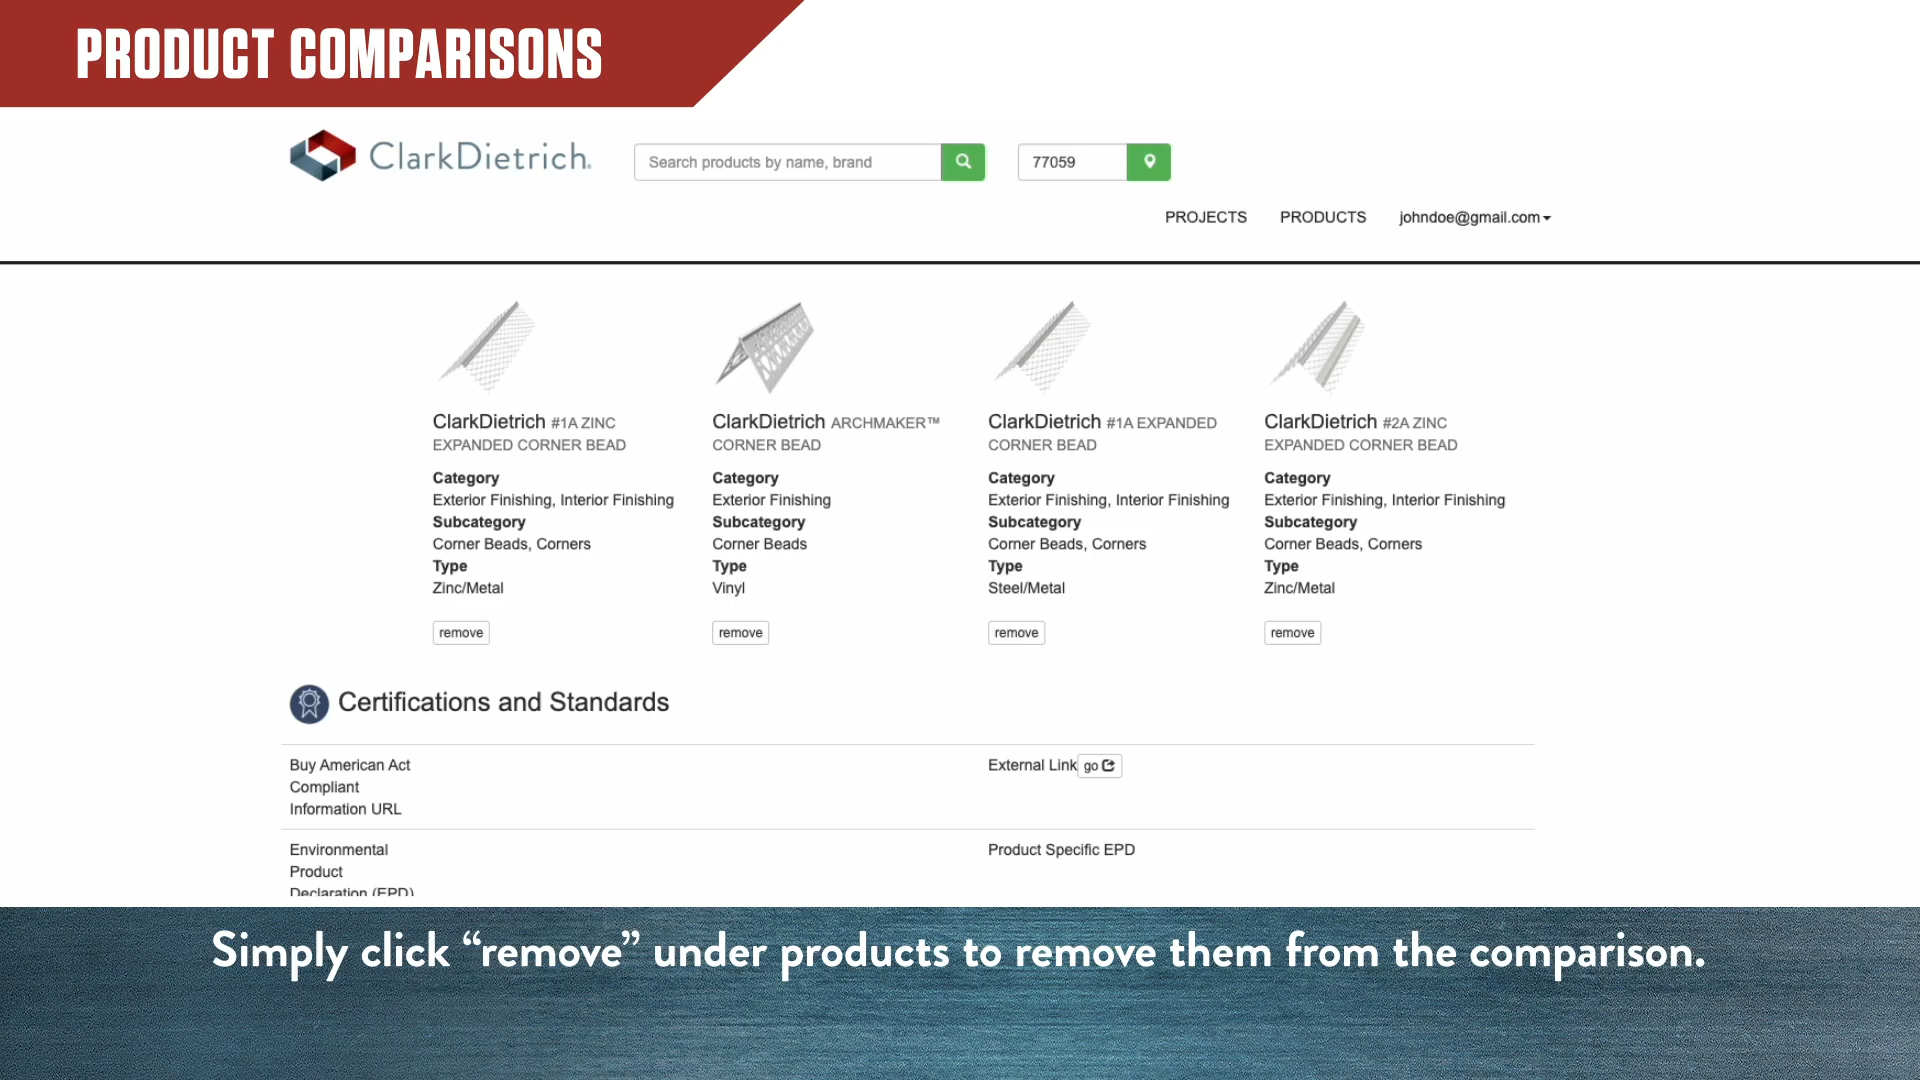 PRODUCT COMPARISONS
ClarkDietrich®
Search products by name, brand
77059
PROJECTS PRODUCTS johndoe@gmail.com
ClarkDietrich #1A ZINC
EXPANDED CORNER BEAD
Category
Exterior Finishing, Interior Finishing
Subcategory
Corner Beads, Corners
Type
Zinc/Metal
remove
ClarkDietrich ARCHMAKER™
CORNER BEAD
Category
Exterior Finishing
Subcategory
Corner Beads
Type
Vinyl
remove
ClarkDietrich #1A EXPANDED
CORNER BEAD
Category
Exterior Finishing, Interior Finishing
Subcategory
Corner Beads, Corners
Type
Steel/Metal
remove
ClarkDietrich #2A ZINC
EXPANDED CORNER BEAD
Category
Exterior Finishing, Interior Finishing
Subcategory
Corner Beads, Corners
Type
Zinc/Metal
remove
Certifications and Standards
Buy American Act
Compliant
Information URL
External Link go
Environmental
Product
Declaration (EPD)
Product Specific EPD
Simply click “remove” under products to remove them from the comparison.